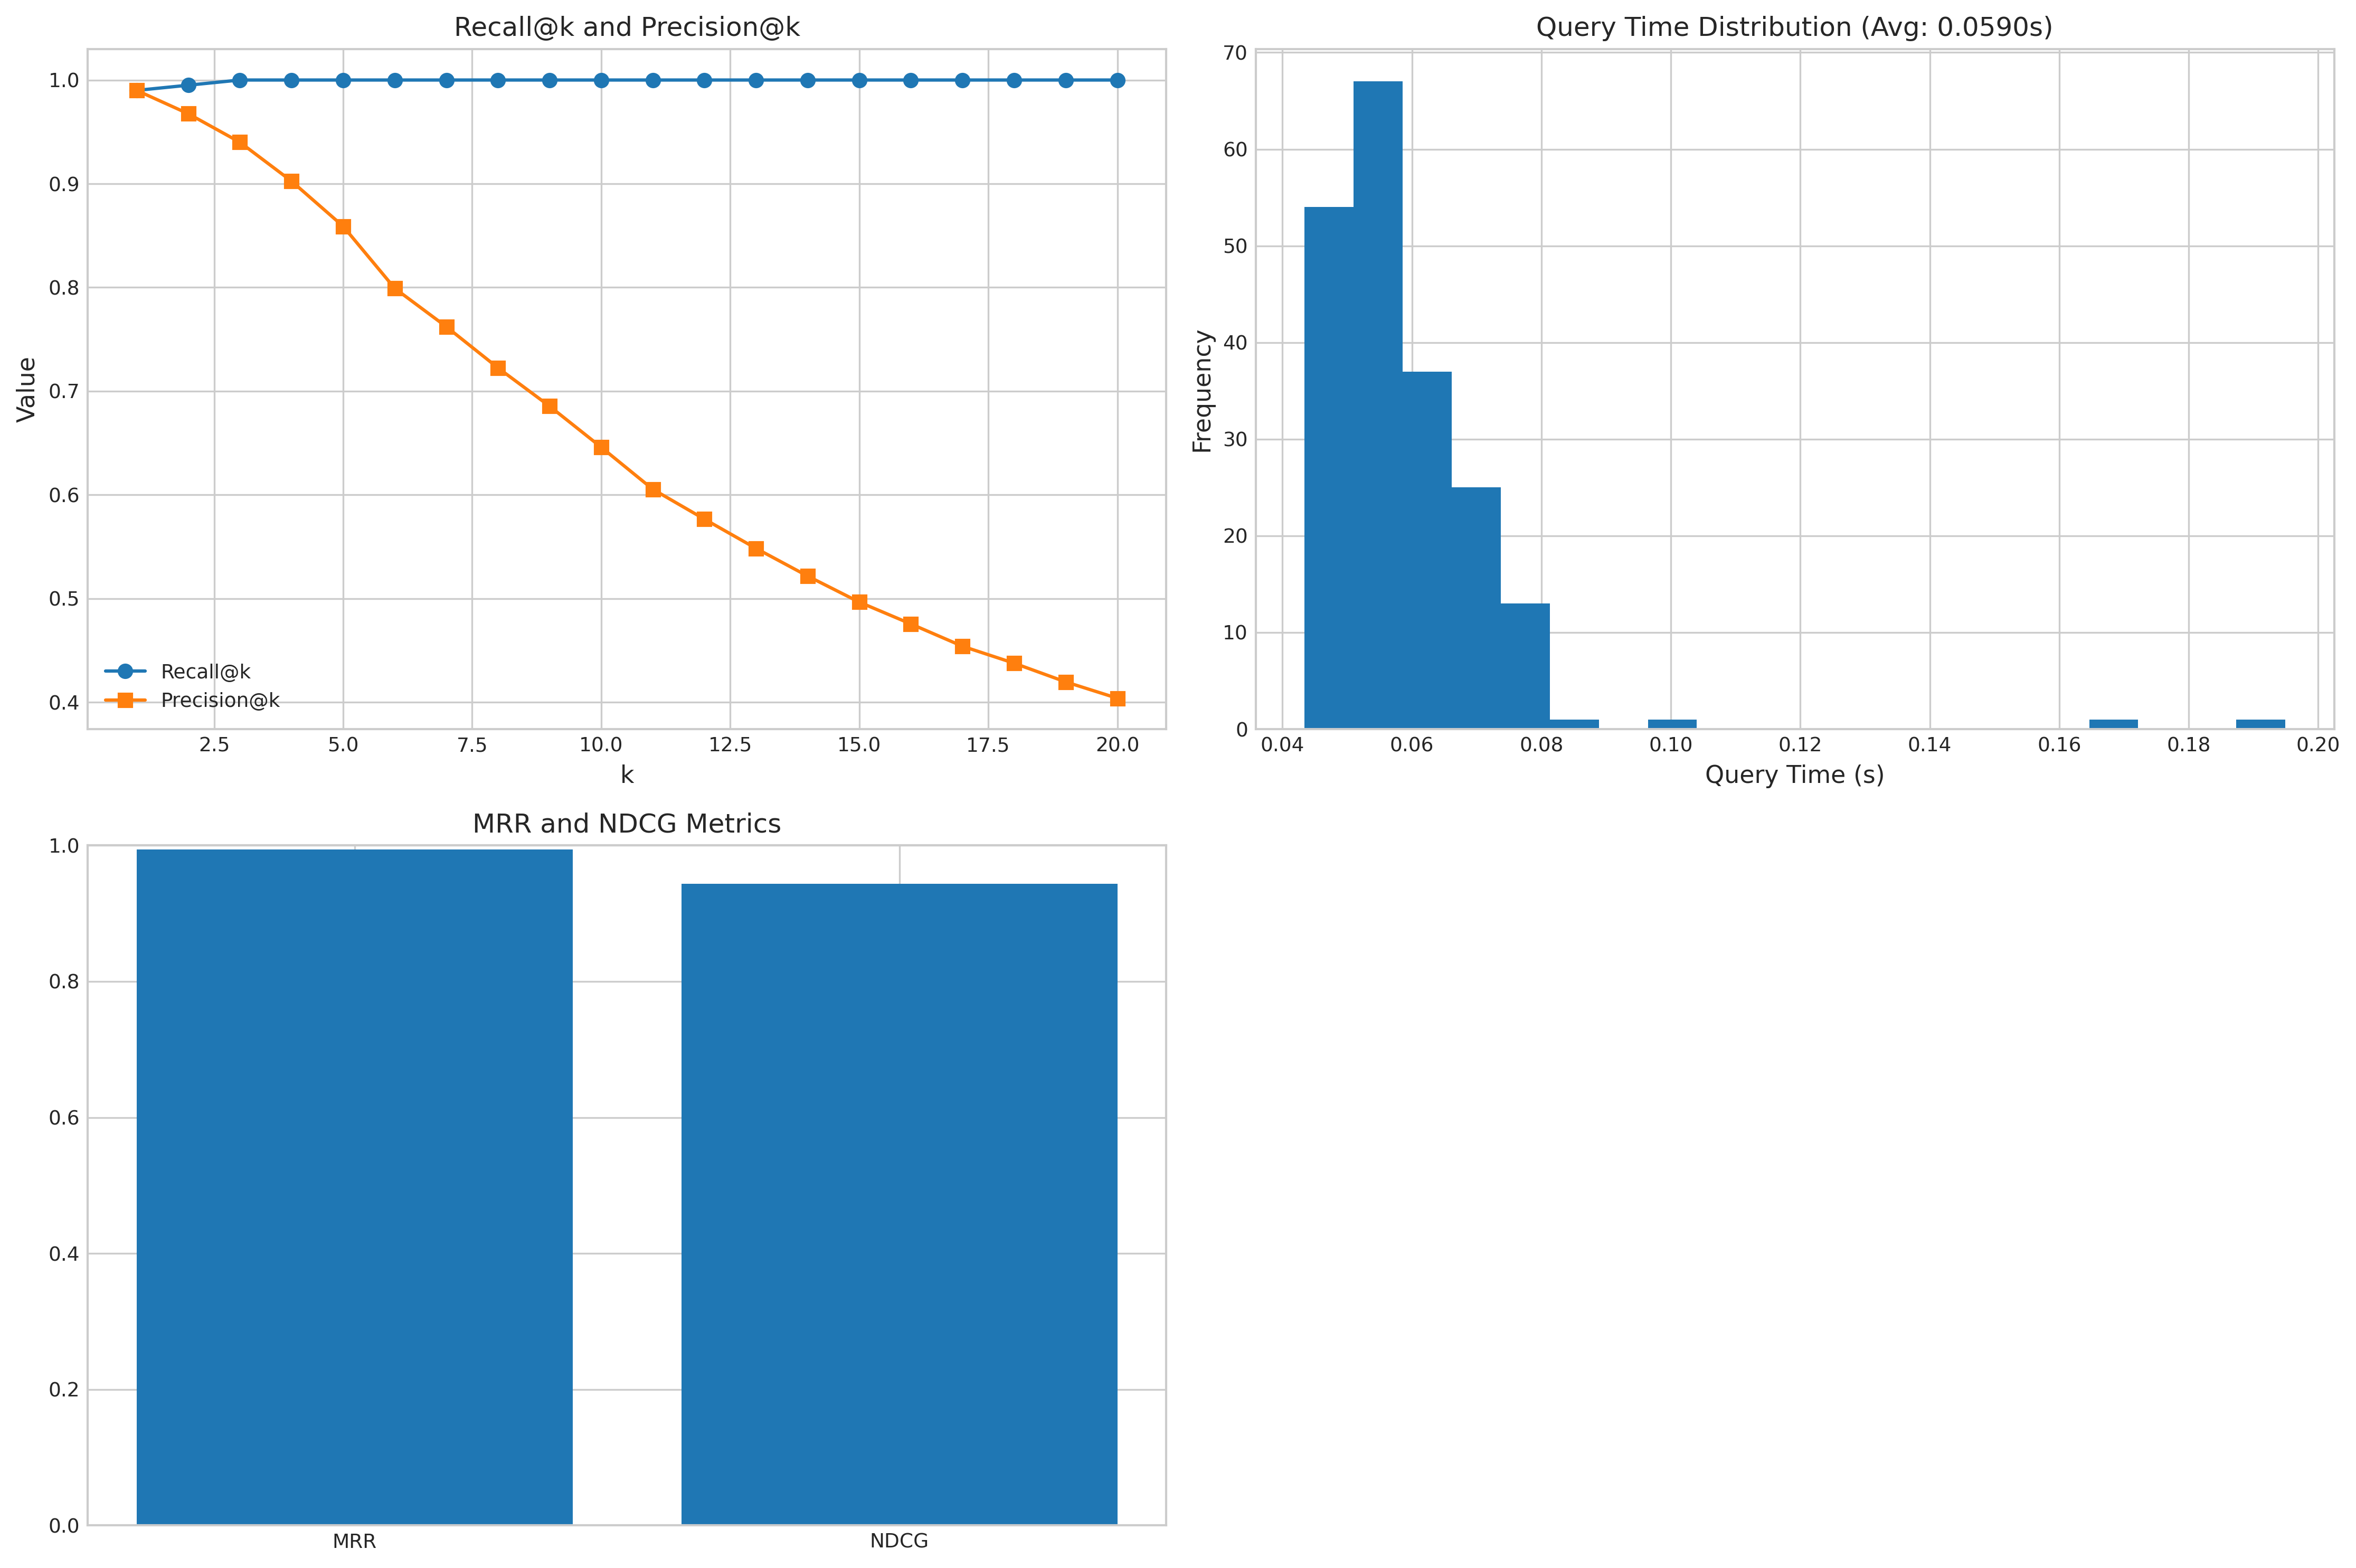 Recall@k and Precision@k
1.0
0.9
0.8
0.7
0.6
0.5
0.4
Value
Recall@k
Precision@k
2.5 5.0 7.5 10.0 12.5 15.0 17.5 20.0
k
Query Time Distribution (Avg: 0.0590s)
70
60
50
40
30
20
10
0
Frequency
0.04 0.06 0.08 0.10 0.12 0.14 0.16 0.18 0.20
Query Time (s)
MRR and NDCG Metrics
1.0
0.8
0.6
0.4
0.2
0.0
MRR NDCG